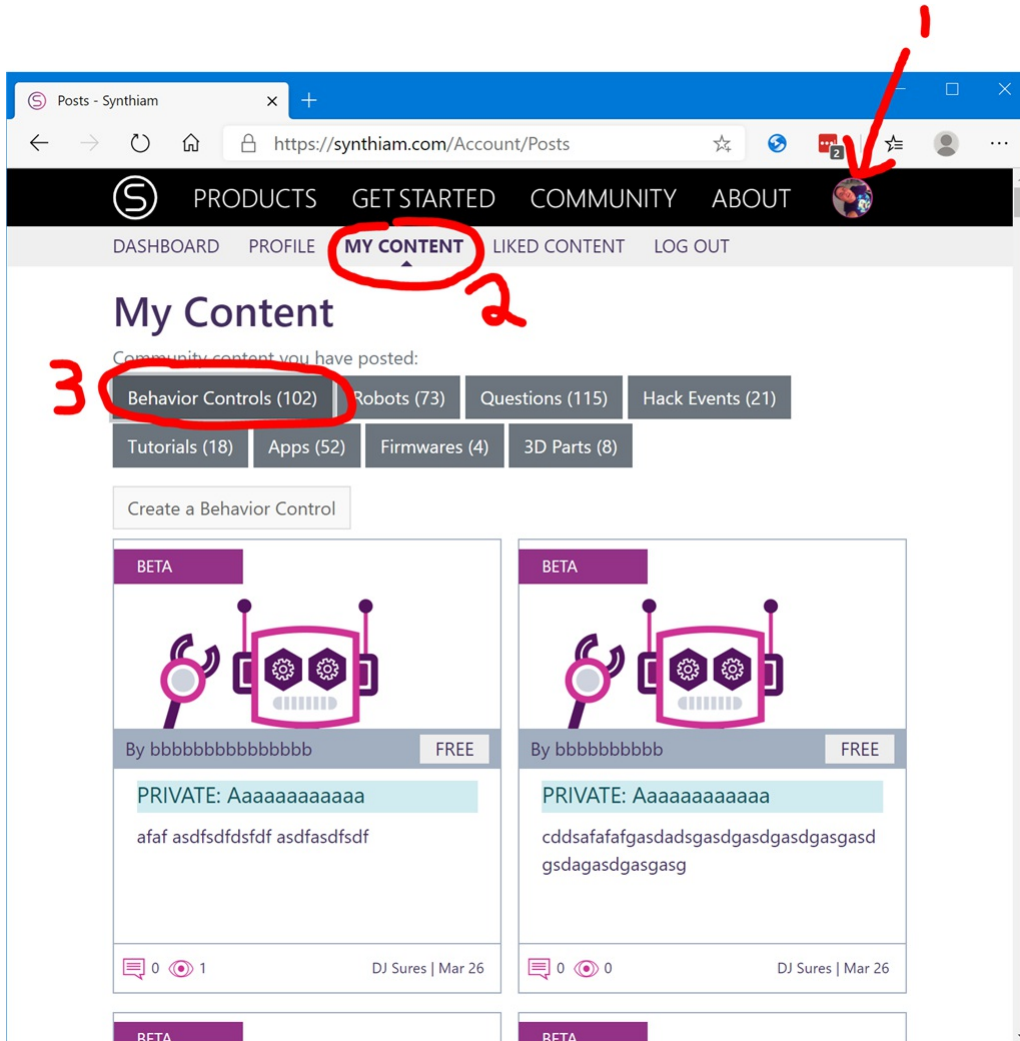 1
Posts - Synthiam
https://synthiam.com/Account/Posts
2
S PRODUCTS GET STARTED COMMUNITY ABOUT
DASHBOARD PROFILE MY CONTENT LIKED CONTENT LOG OUT
2
My Content
Community content you have posted:
3
Behavior Controls (102) Robots (73) Questions (115) Hack Events (21)
Tutorials (18) Apps (52) Firmwares (4) 3D Parts (8)
Create a Behavior Control
BETA
By bbbbbbbbbbbbbbb FREE
PRIVATE: Aaaaaaaaaaaa
afaf asdfsdfdsfdf asdfasdfsdf
0 1 DJ Sures | Mar 26
BETA
By bbbbbbbbbb FREE
PRIVATE: Aaaaaaaaaaaa
cddsafafafgasdadsgasdgasdgasdgasgasd
gsdagasdgasgasg
0 0 DJ Sures | Mar 26
BETA
BETA